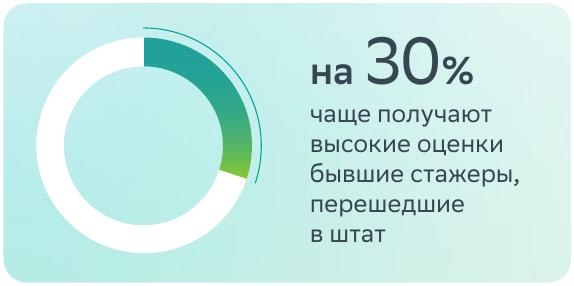 на 30%
чаще получают
высокие оценки
бывшие стажеры,
перешедшие
в штат